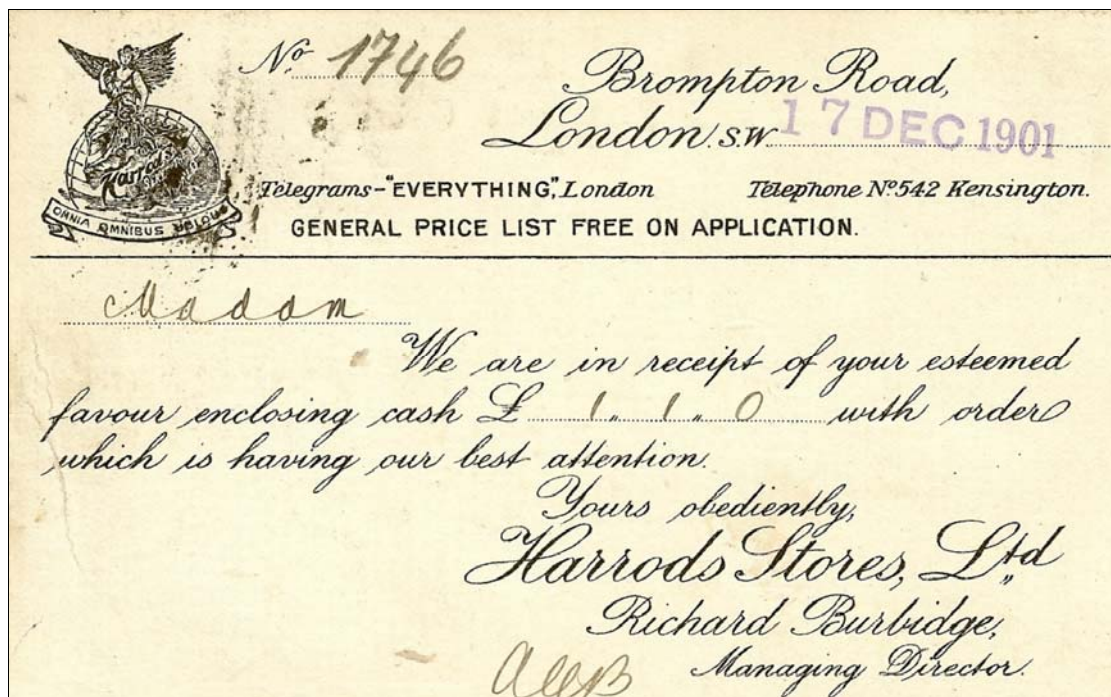 No 1746
Brompton Road,
London. S.W. 17 DEC 1901
Harrods
OMNIA OMNIBUS UBIQUE
Telegrams-"EVERYTHING", London Telephone No 542 Kensington.
GENERAL PRICE LIST FREE ON APPLICATION.
Madam
We are in receipt of your esteemed
favour enclosing cash £ 1. 1. 0 with order
which is having our best attention.
Yours obediently,
Harrods Stores, Ltd
Richard Burbidge,
Managing Director.